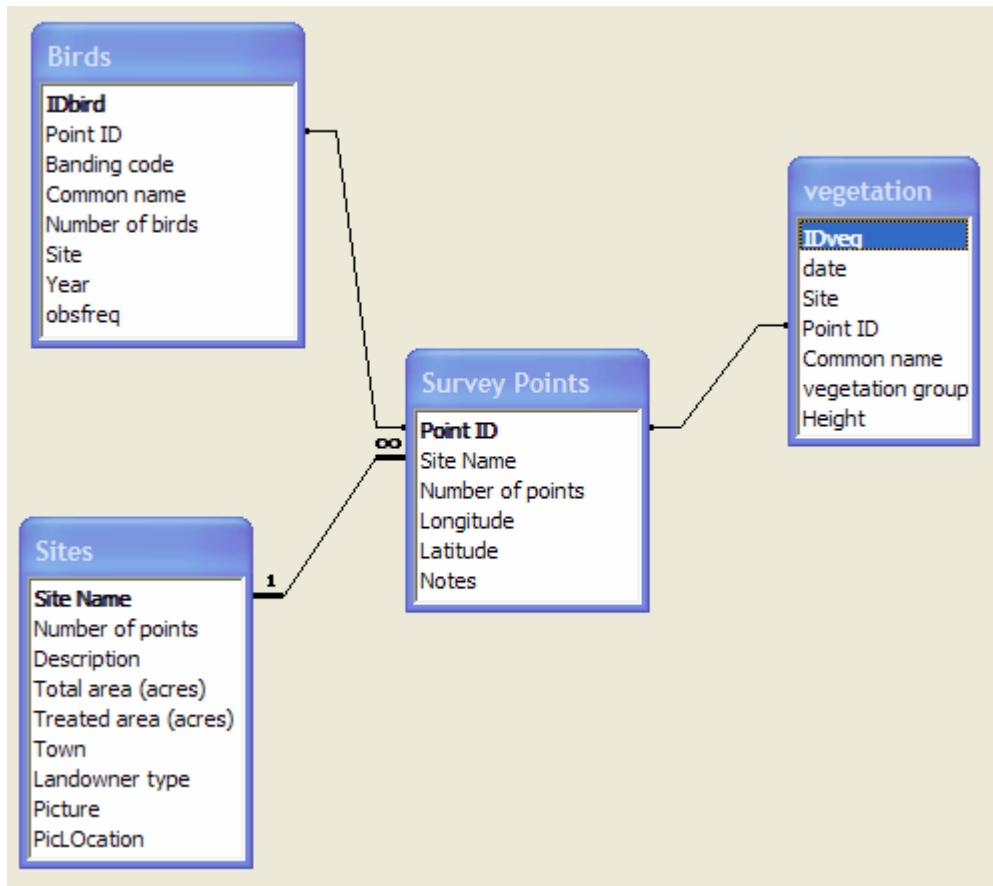 Birds
IDbird
Point ID
Banding code
Common name
Number of birds
Site
Year
obsfreq
vegetation
IDveg
date
Site
Point ID
Common name
vegetation group
Height
Survey Points
Point ID
Site Name
Number of points
Longitude
Latitude
Notes
∞
1
Sites
Site Name
Number of points
Description
Total area (acres)
Treated area (acres)
Town
Landowner type
Picture
PicLOcation